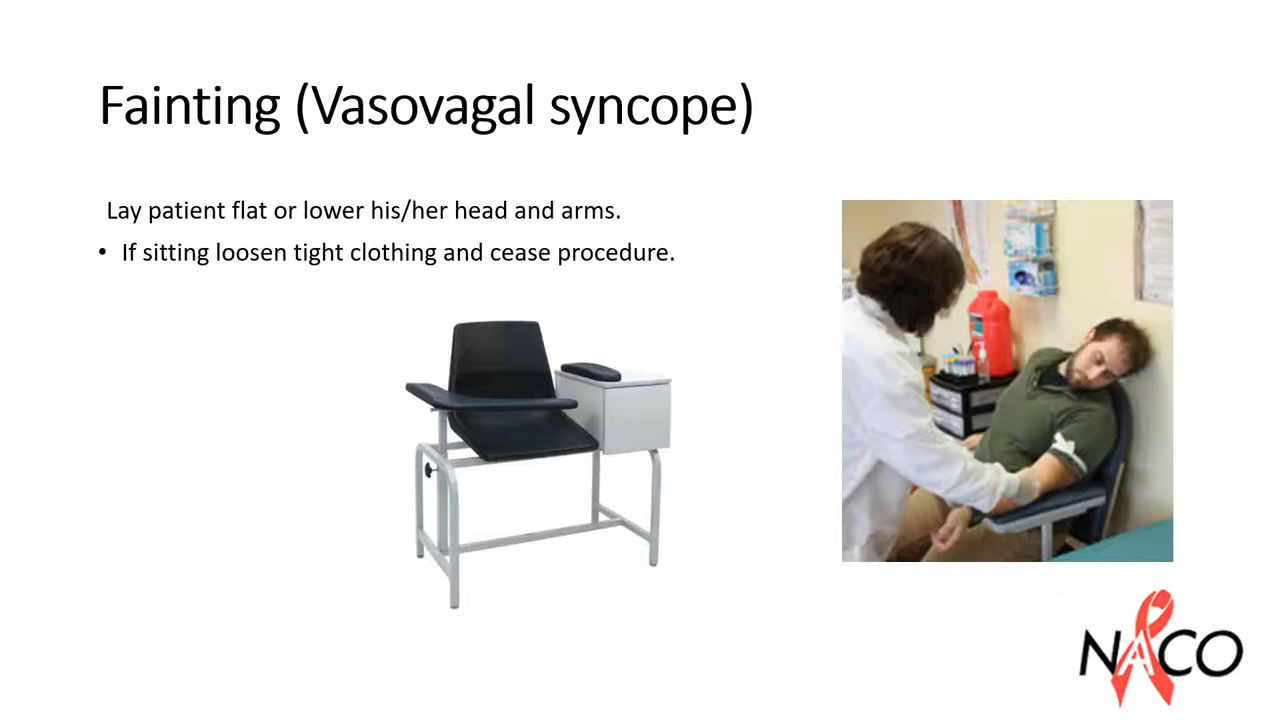 Fainting (Vasovagal syncope)
Lay patient flat or lower his/her head and arms.
• If sitting loosen tight clothing and cease procedure.
NACO